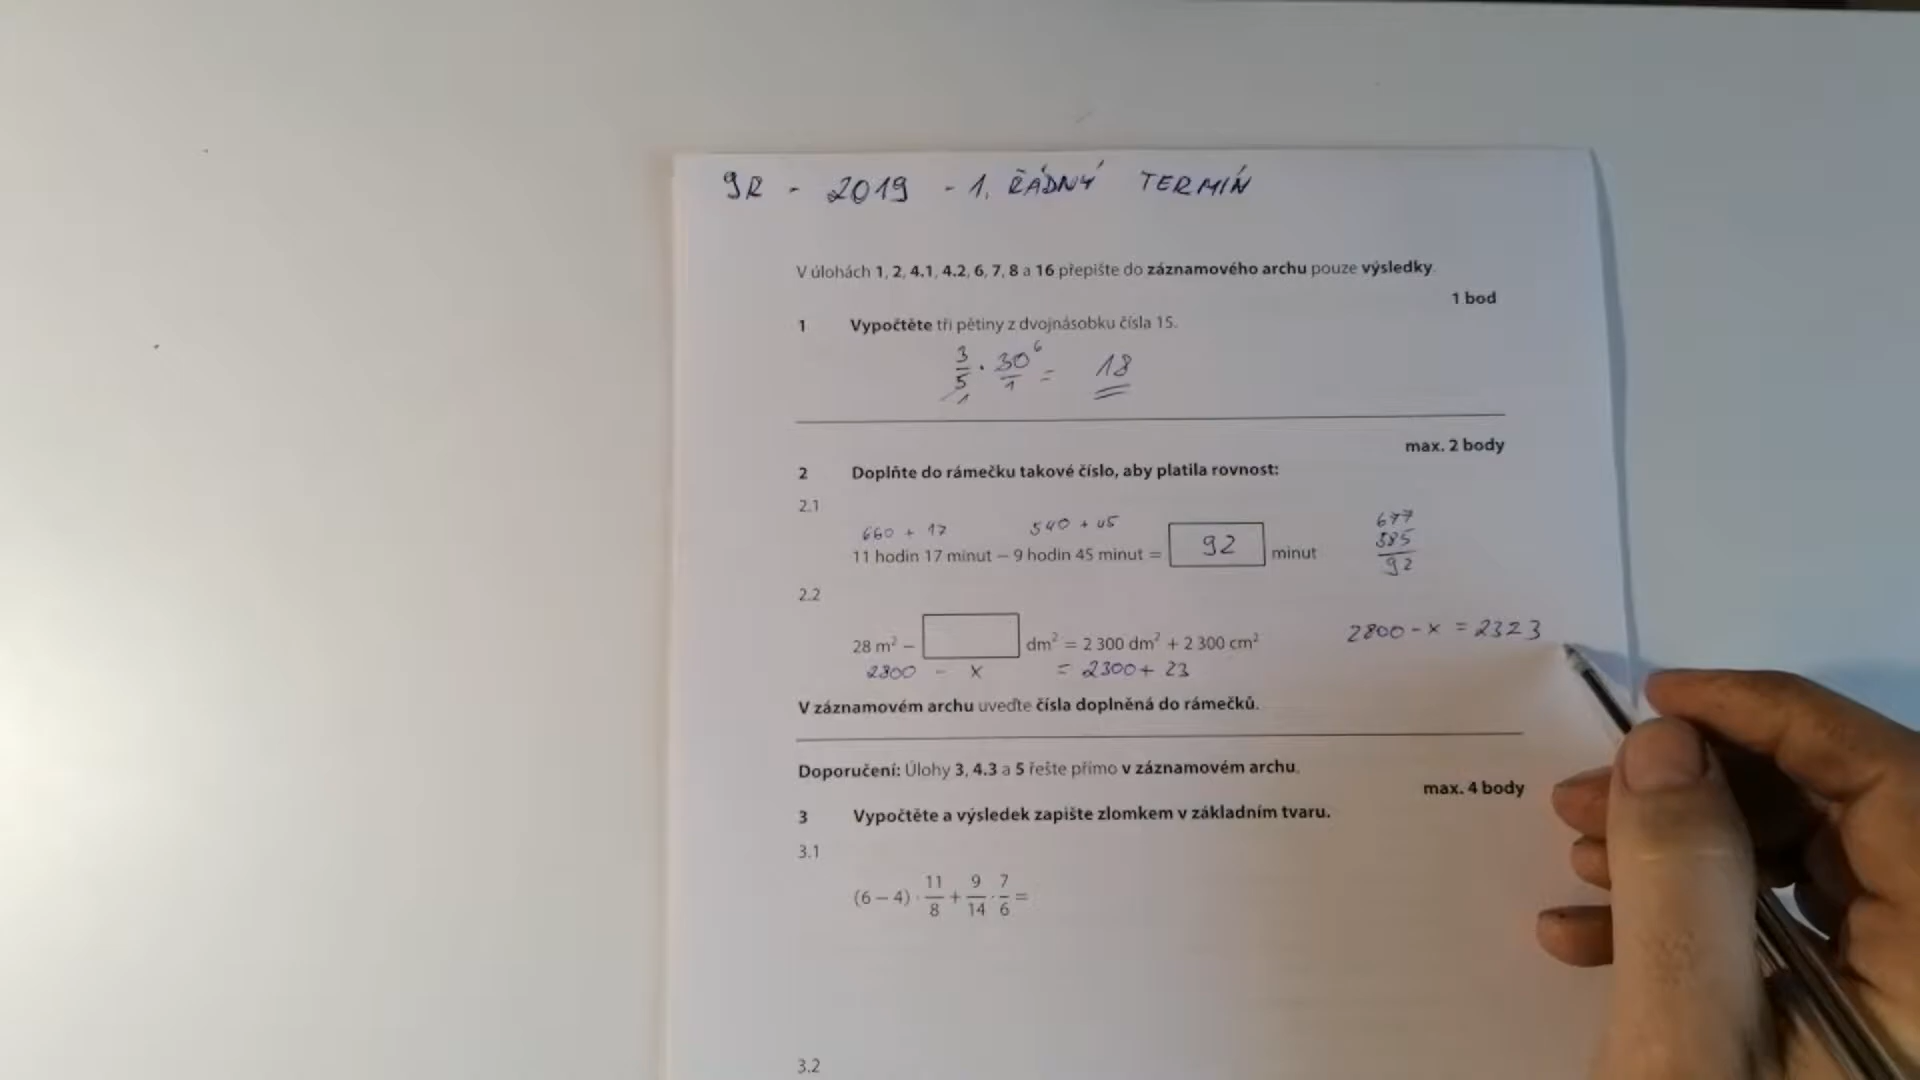 9R - 2019 - 1. ŘÁDNÝ TERMÍN
V úlohách 1, 2, 4.1, 4.2, 6, 7, 8 a 16 přepište do záznamového archu pouze výsledky.
1 bod
1 Vypočtěte tři pětiny z dvojnásobku čísla 15.
3/5 1 · 30 6/1 = 18
max. 2 body
2 Doplňte do rámečku takové číslo, aby platila rovnost:
2.1
660 + 17 540 + 45
11 hodin 17 minut − 9 hodin 45 minut = 92 minut
677
585
92
2.2
28 m² − dm² = 2 300 dm² + 2 300 cm²
2800 - x = 2300 + 23
2800 - x = 2323
V záznamovém archu uveďte čísla doplněná do rámečků.
Doporučení: Úlohy 3, 4.3 a 5 řešte přímo v záznamovém archu.
max. 4 body
3 Vypočtěte a výsledek zapište zlomkem v základním tvaru.
3.1
(6 − 4) · 11/8 + 9/14 · 7/6 =
3.2